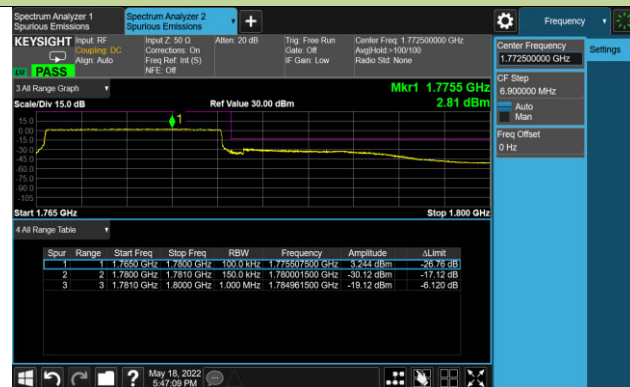 Spectrum Analyzer 1
Spurious Emissions
Spectrum Analyzer 2
Spurious Emissions
Frequency
KEYSIGHT
Input: RF
Coupling: DC
Align: Auto
Input Z: 50 Ω
Corrections: On
Freq Ref: Int (S)
NFE: Off
Atten: 20 dB
Trig: Free Run
Gate: Off
IF Gain: Low
Center Freq: 1.772500000 GHz
Avg|Hold:>100/100
Radio Std: None
PASS
Center Frequency
1.772500000 GHz
Settings
CF Step
6.900000 MHz
Auto
Man
Freq Offset
0 Hz
3 All Range Graph
Mkr1 1.7755 GHz
Scale/Div 15.0 dB
Ref Value 30.00 dBm
2.81 dBm
1
15.0
0.00
-15.0
-30.0
-45.0
-60.0
-75.0
-90.0
-105
Start 1.765 GHz
Stop 1.800 GHz
4 All Range Table
Spur Range Start Freq Stop Freq RBW Frequency Amplitude ΔLimit
1 1 1.7650 GHz 1.7800 GHz 100.0 kHz 1.775507500 GHz 3.244 dBm -26.76 dB
2 2 1.7800 GHz 1.7810 GHz 150.0 kHz 1.780001500 GHz -30.12 dBm -17.12 dB
3 3 1.7810 GHz 1.8000 GHz 1.000 MHz 1.784961500 GHz -19.12 dBm -6.120 dB
?
May 18, 2022
5:47:09 PM